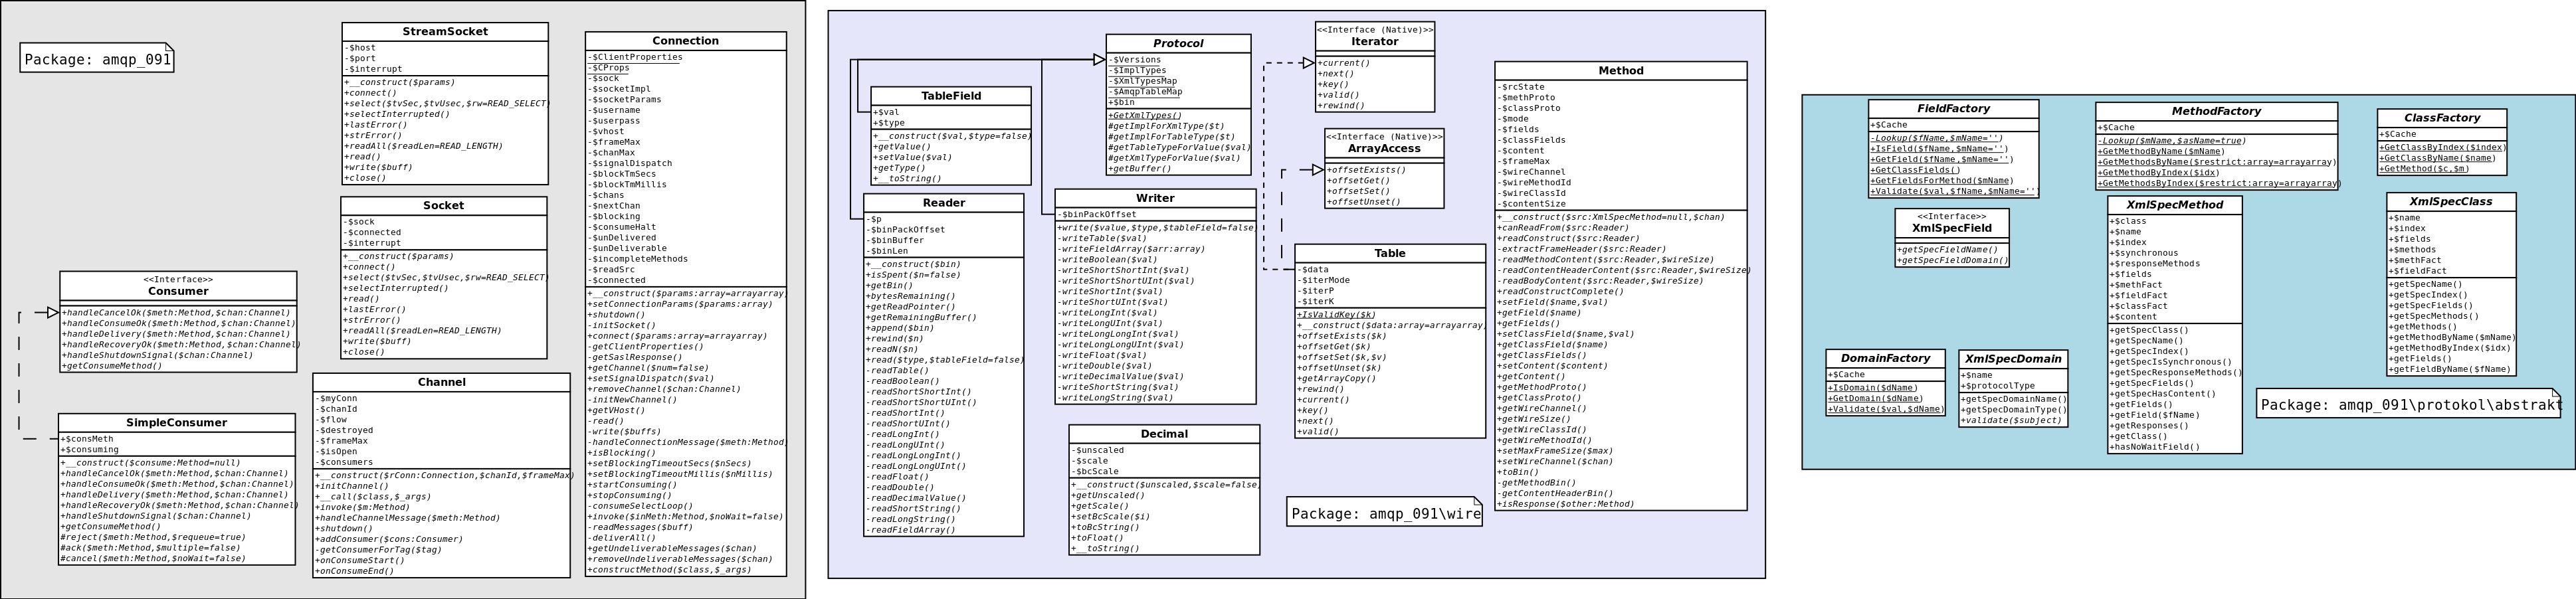 Package: amqp_091
StreamSocket
-$host
-$port
-$interrupt
+__construct($params)
+connect()
+select($tvSec,$tvUsec,$rw=READ_SELECT)
+selectInterrupted()
+lastError()
+strError()
+readAll($readLen=READ_LENGTH)
+read()
+write($buff)
+close()
Socket
-$sock
-$connected
-$interrupt
+__construct($params)
+connect()
+select($tvSec,$tvUsec,$rw=READ_SELECT)
+selectInterrupted()
+read()
+lastError()
+strError()
+readAll($readLen=READ_LENGTH)
+write($buff)
+close()
<<Interface>>
Consumer
+handleCancelOk($meth:Method,$chan:Channel)
+handleConsumeOk($meth:Method,$chan:Channel)
+handleDelivery($meth:Method,$chan:Channel)
+handleRecoveryOk($meth:Method,$chan:Channel)
+handleShutdownSignal($chan:Channel)
+getConsumeMethod()
SimpleConsumer
+$consMeth
+$consuming
+__construct($consume:Method=null)
+handleCancelOk($meth:Method,$chan:Channel)
+handleConsumeOk($meth:Method,$chan:Channel)
+handleDelivery($meth:Method,$chan:Channel)
+handleRecoveryOk($meth:Method,$chan:Channel)
+handleShutdownSignal($chan:Channel)
+getConsumeMethod()
#reject($meth:Method,$requeue=true)
#ack($meth:Method,$multiple=false)
#cancel($meth:Method,$noWait=false)
Channel
-$myConn
-$chanId
-$flow
-$destroyed
-$frameMax
-$isOpen
-$consumers
+__construct($rConn:Connection,$chanId,$frameMax)
+initChannel()
+__call($class,$_args)
+invoke($m:Method)
+handleChannelMessage($meth:Method)
+shutdown()
+addConsumer($cons:Consumer)
-getConsumerForTag($tag)
+onConsumeStart()
+onConsumeEnd()
Connection
-$ClientProperties
-$CProps
-$sock
-$socketImpl
-$socketParams
-$username
-$userpass
-$vhost
-$frameMax
-$chanMax
-$signalDispatch
-$blockTmSecs
-$blockTmMillis
-$chans
-$nextChan
-$blocking
-$consumeHalt
-$unDelivered
-$unDeliverable
-$incompleteMethods
-$readSrc
-$connected
+__construct($params:array=arrayarray)
+setConnectionParams($params:array)
+shutdown()
-initSocket()
+connect($params:array=arrayarray)
-getClientProperties()
-getSaslResponse()
+getChannel($num=false)
+setSignalDispatch($val)
+removeChannel($chan:Channel)
-initNewChannel()
+getVHost()
-read()
-write($buffs)
-handleConnectionMessage($meth:Method)
+isBlocking()
+setBlockingTimeoutSecs($nSecs)
+setBlockingTimeoutMillis($nMillis)
+startConsuming()
+stopConsuming()
-consumeSelectLoop()
+invoke($inMeth:Method,$noWait=false)
-readMessages($buff)
-deliverAll()
+getUndeliverableMessages($chan)
+removeUndeliverableMessages($chan)
+constructMethod($class,$_args)
TableField
+$val
+$type
+__construct($val,$type=false)
+getValue()
+setValue($val)
+getType()
+__toString()
Reader
-$p
-$binPackOffset
-$binBuffer
-$binLen
+__construct($bin)
+isSpent($n=false)
+getBin()
+bytesRemaining()
+getReadPointer()
+getRemainingBuffer()
+append($bin)
+rewind($n)
+readN($n)
+read($type,$tableField=false)
-readTable()
-readBoolean()
-readShortShortInt()
-readShortShortUInt()
-readShortInt()
-readShortUInt()
-readLongInt()
-readLongUInt()
-readLongLongInt()
-readLongLongUInt()
-readFloat()
-readDouble()
-readDecimalValue()
-readShortString()
-readLongString()
-readFieldArray()
Protocol
-$Versions
-$ImplTypes
-$XmlTypesMap
-$AmqpTableMap
+$bin
+GetXmlTypes()
#getImplForXmlType($t)
#getImplForTableType($t)
#getTableTypeForValue($val)
#getXmlTypeForValue($val)
+getBuffer()
Writer
-$binPackOffset
+write($value,$type,$tableField=false)
-writeTable($val)
-writeFieldArray($arr:array)
-writeBoolean($val)
-writeShortShortInt($val)
-writeShortShortUInt($val)
-writeShortInt($val)
-writeShortUInt($val)
-writeLongInt($val)
-writeLongUInt($val)
-writeLongLongInt($val)
-writeLongLongUInt($val)
-writeFloat($val)
-writeDouble($val)
-writeDecimalValue($val)
-writeShortString($val)
-writeLongString($val)
Decimal
-$unscaled
-$scale
-$bcScale
+__construct($unscaled,$scale=false)
+getUnscaled()
+getScale()
+setBcScale($i)
+toBcString()
+toFloat()
+__toString()
<<Interface (Native)>>
Iterator
+current()
+next()
+key()
+valid()
+rewind()
<<Interface (Native)>>
ArrayAccess
+offsetExists()
+offsetGet()
+offsetSet()
+offsetUnset()
Table
-$data
-$iterMode
-$iterP
-$iterK
+IsValidKey($k)
+__construct($data:array=arrayarray)
+offsetExists($k)
+offsetGet($k)
+offsetSet($k,$v)
+offsetUnset($k)
+getArrayCopy()
+rewind()
+current()
+key()
+next()
+valid()
Package: amqp_091\wire
Method
-$rcState
-$methProto
-$classProto
-$mode
-$fields
-$classFields
-$content
-$frameMax
-$wireChannel
-$wireMethodId
-$wireClassId
-$contentSize
+__construct($src:XmlSpecMethod=null,$chan)
+canReadFrom($src:Reader)
+readConstruct($src:Reader)
-extractFrameHeader($src:Reader)
-readMethodContent($src:Reader,$wireSize)
-readContentHeaderContent($src:Reader,$wireSize)
-readBodyContent($src:Reader,$wireSize)
+readConstructComplete()
+setField($name,$val)
+getField($name)
+getFields()
+setClassField($name,$val)
+getClassField($name)
+getClassFields()
+setContent($content)
+getContent()
+getMethodProto()
+getClassProto()
+getWireChannel()
+getWireSize()
+getWireClassId()
+getWireMethodId()
+setMaxFrameSize($max)
+setWireChannel($chan)
+toBin()
-getMethodBin()
-getContentHeaderBin()
+isResponse($other:Method)
FieldFactory
+$Cache
-Lookup($fName,$mName='')
+IsField($fName,$mName='')
+GetField($fName,$mName='')
+GetClassFields()
+GetFieldsForMethod($mName)
+Validate($val,$fName,$mName='')
<<Interface>>
XmlSpecField
+getSpecFieldName()
+getSpecFieldDomain()
DomainFactory
+$Cache
+IsDomain($dName)
+GetDomain($dName)
+Validate($val,$dName)
XmlSpecDomain
+$name
+$protocolType
+getSpecDomainName()
+getSpecDomainType()
+validate($subject)
MethodFactory
+$Cache
-Lookup($mName,$asName=true)
+GetMethodByName($mName)
+GetMethodsByName($restrict:array=arrayarray)
+GetMethodByIndex($idx)
+GetMethodsByIndex($restrict:array=arrayarray)
XmlSpecMethod
+$class
+$name
+$index
+$synchronous
+$responseMethods
+$fields
+$methFact
+$fieldFact
+$classFact
+$content
+getSpecClass()
+getSpecName()
+getSpecIndex()
+getSpecIsSynchronous()
+getSpecResponseMethods()
+getSpecFields()
+getSpecHasContent()
+getFields()
+getField($fName)
+getResponses()
+getClass()
+hasNoWaitField()
ClassFactory
+$Cache
+GetClassByIndex($index)
+GetClassByName($name)
+GetMethod($c,$m)
XmlSpecClass
+$name
+$index
+$fields
+$methods
+$methFact
+$fieldFact
+getSpecName()
+getSpecIndex()
+getSpecFields()
+getSpecMethods()
+getMethods()
+getMethodByName($mName)
+getMethodByIndex($idx)
+getFields()
+getFieldByName($fName)
Package: amqp_091\protokol\abstrakt